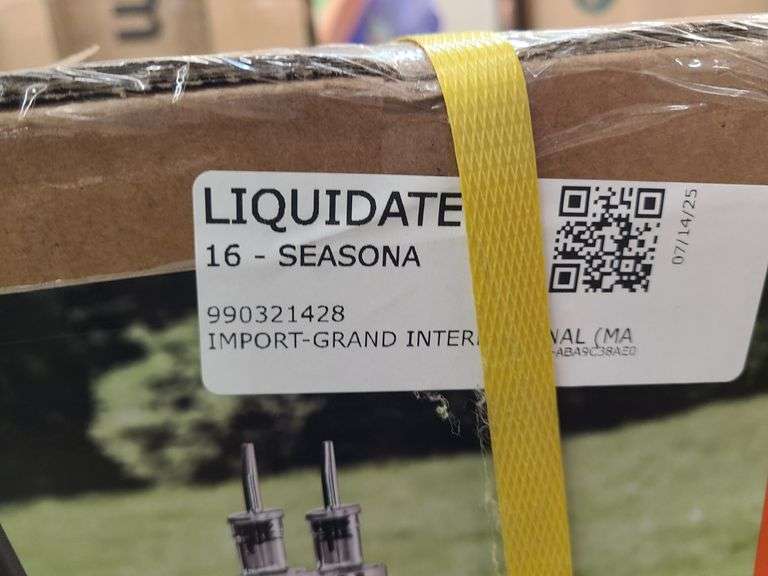 LIQUIDATE
07/14/25
16 - SEASONA
990321428
IMPORT-GRAND INTER NAL (MA
-ABA9C38AE0